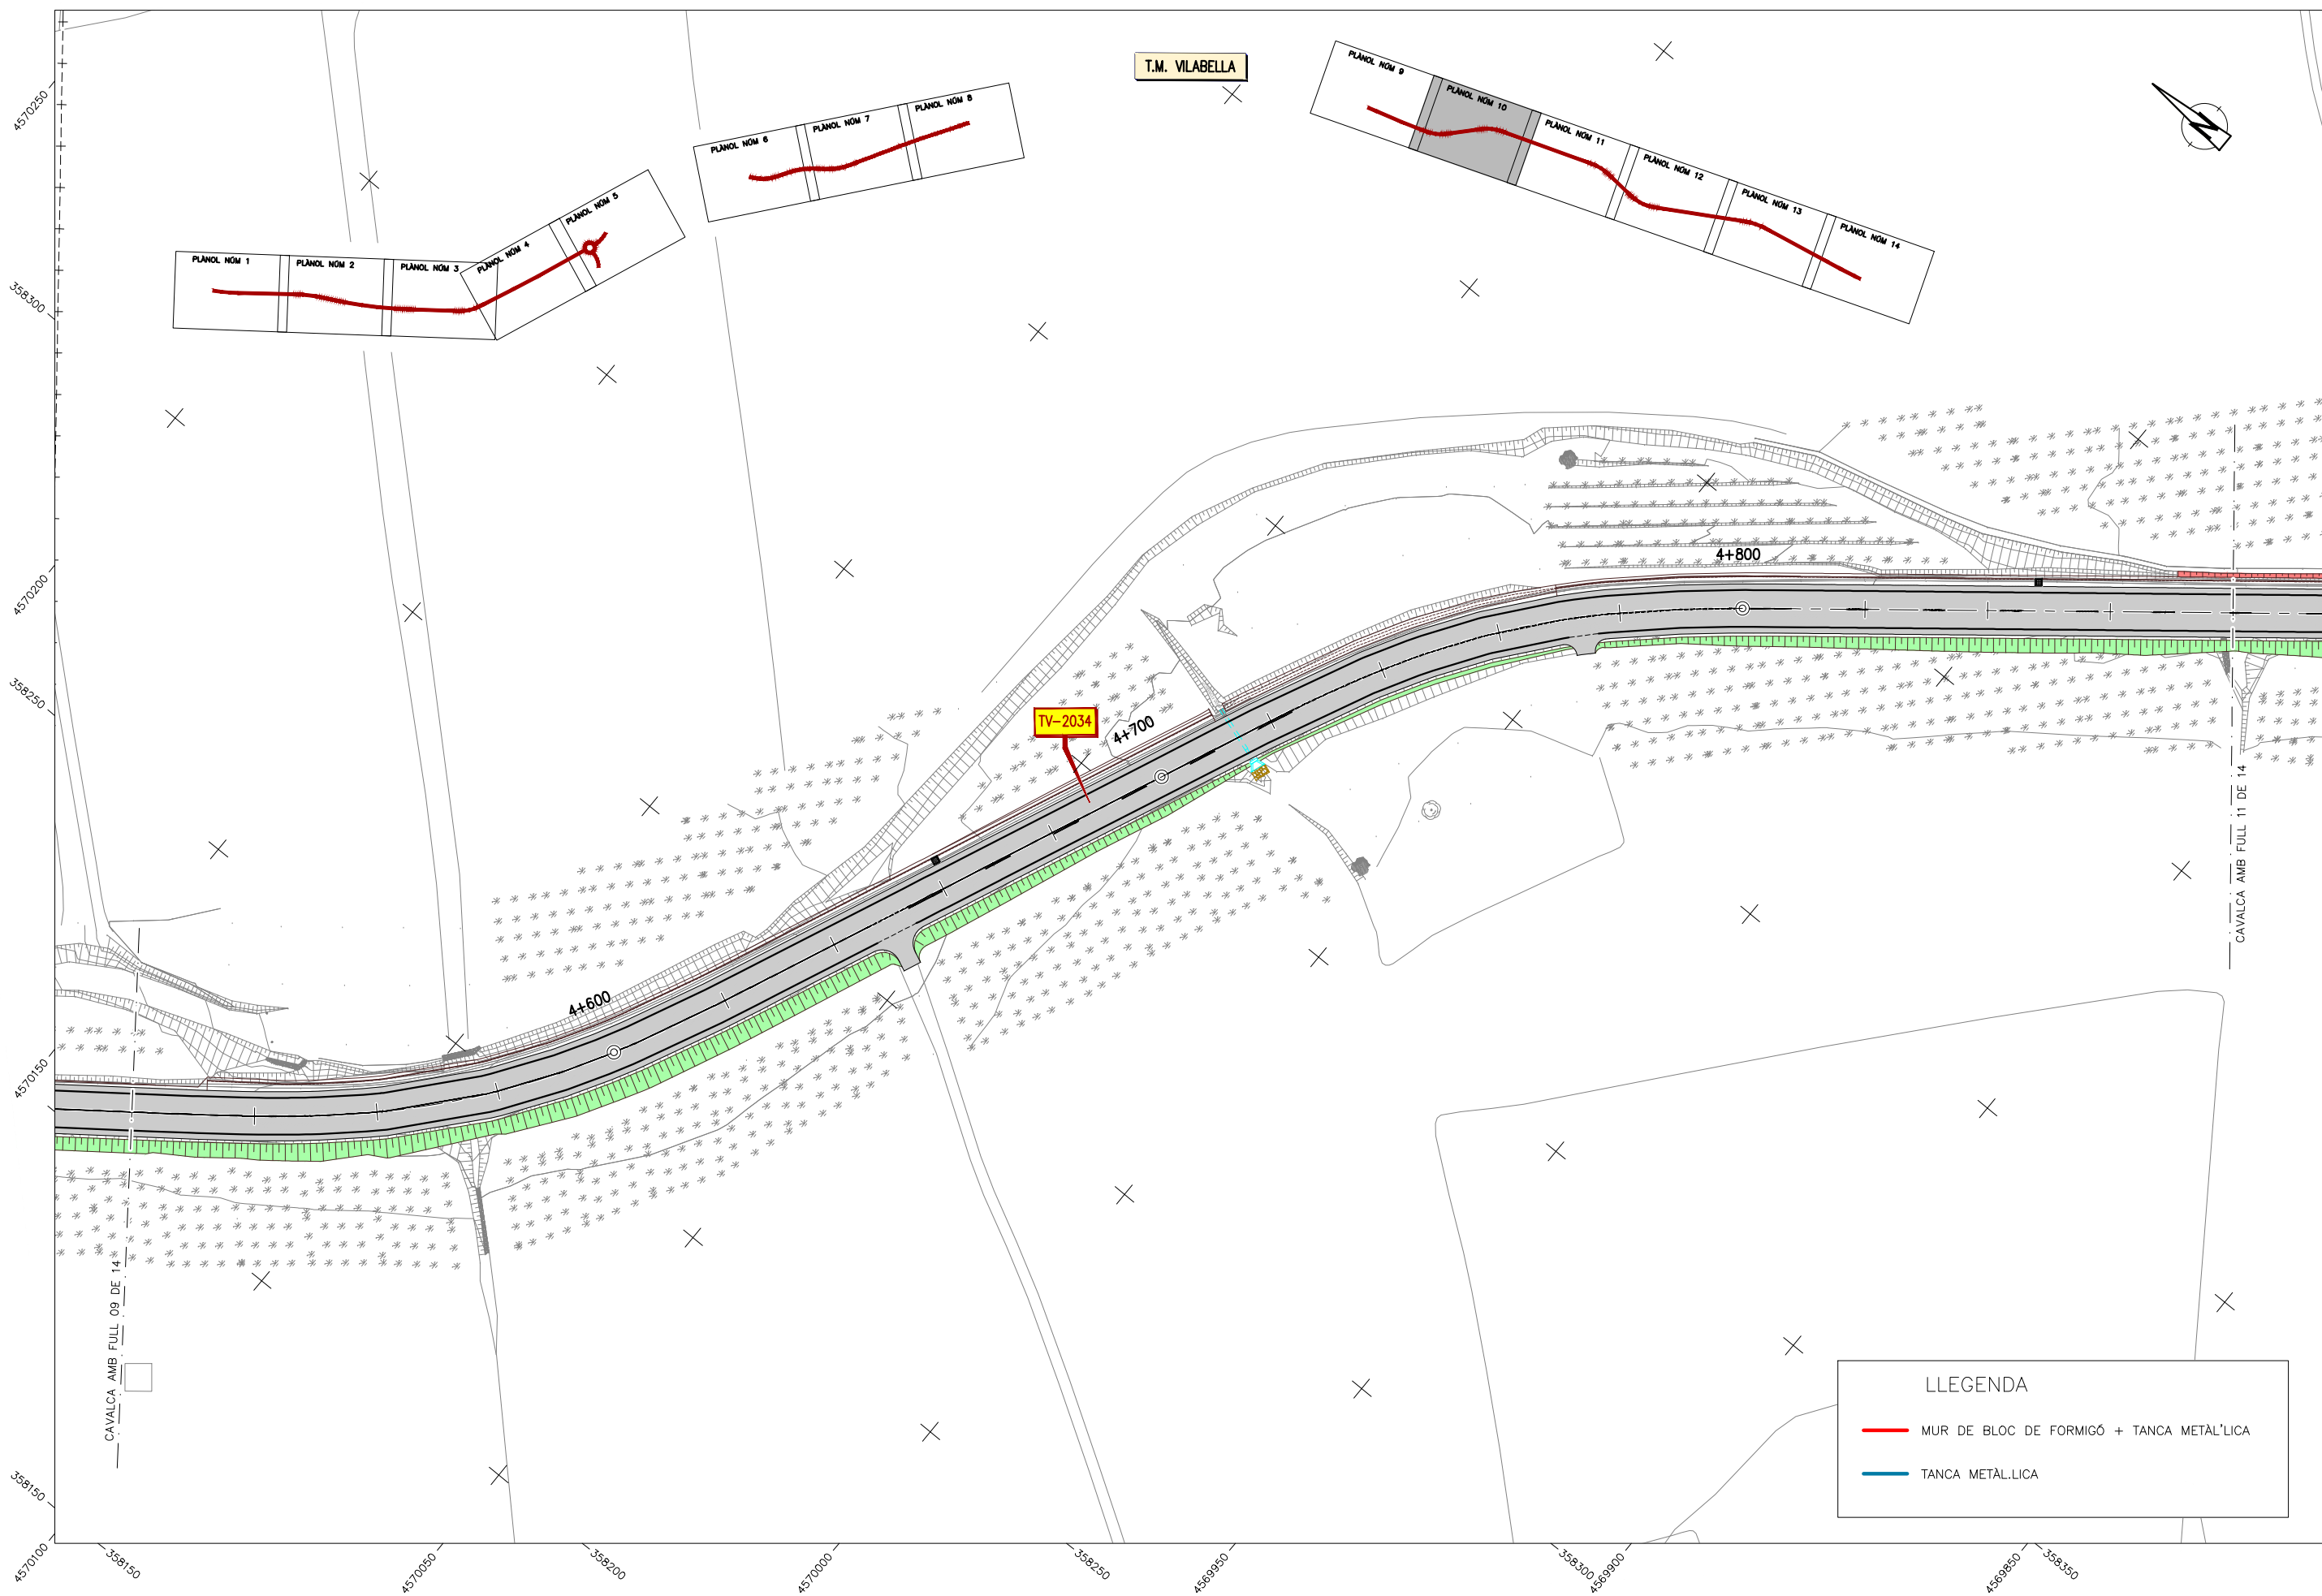 T.M. VILABELLA
PLÀNOL NÚM 1
PLÀNOL NÚM 2
PLÀNOL NÚM 3
PLÀNOL NÚM 4
PLÀNOL NÚM 5
PLÀNOL NÚM 6
PLÀNOL NÚM 7
PLÀNOL NÚM 8
PLÀNOL NÚM 9
PLÀNOL NÚM 10
PLÀNOL NÚM 11
PLÀNOL NÚM 12
PLÀNOL NÚM 13
PLÀNOL NÚM 14
N
4570250
358300
4570200
358250
4570150
358150
4570100
4+800
4+700
TV-2034
4+600
CAVALCA AMB FULL 11 DE 14
CAVALCA AMB FULL 09 DE 14
LLEGENDA
MUR DE BLOC DE FORMIGÓ + TANCA METÀL'LICA
TANCA METÀL.LICA
358150
4570050
358200
4570000
358250
4569950
358300
4569900
4569850
358350